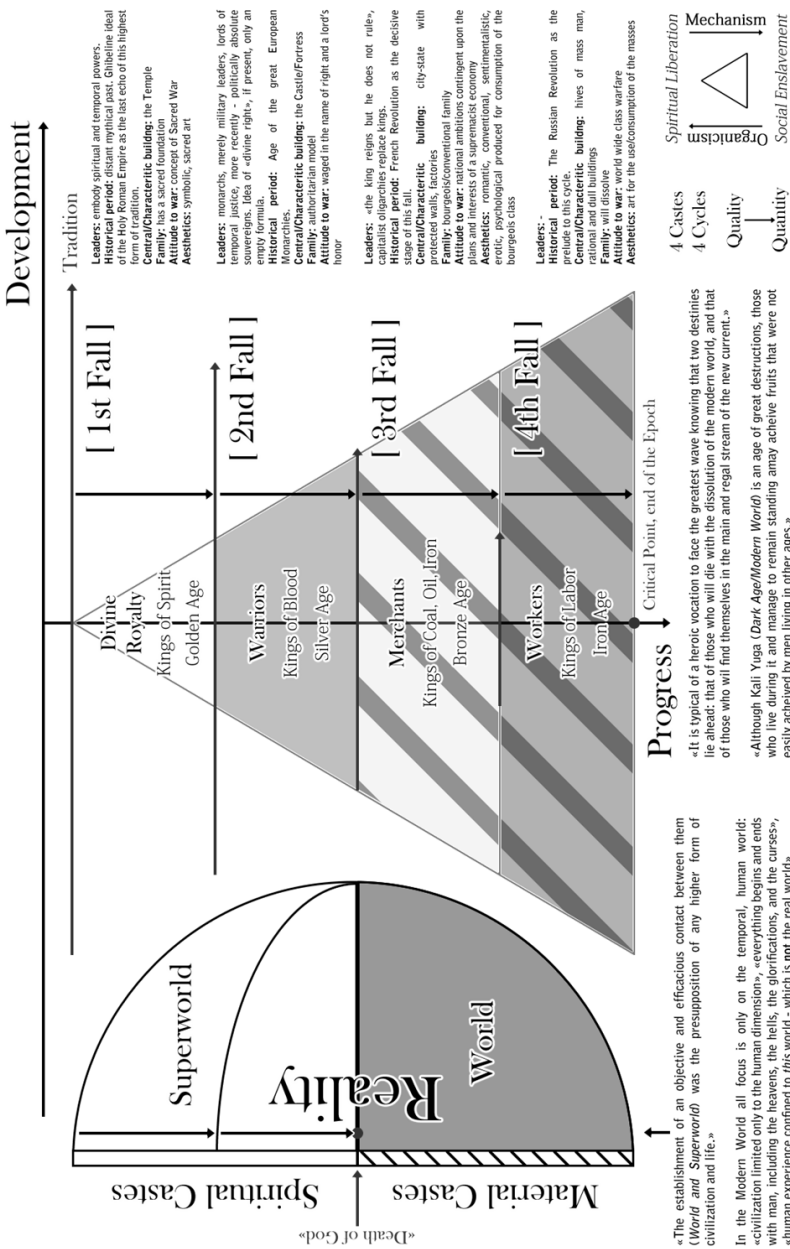 Development
Tradition
[ 1st Fall ]
[ 2nd Fall ]
[ 3rd Fall ]
[ 4th Fall ]
Divine
Royalty
Kings of Spirit
Golden Age
Warriors
Kings of Blood
Silver Age
Merchants
Kings of Coal, Oil, Iron
Bronze Age
Workers
Kings of Labor
Iron Age
Progress
Critical Point, end of the Epoch
Superworld
Reality
World
Spiritual Castes
Material Castes
«Death of God»
Leaders: embody spiritual and temporal powers.
Historical period: distant mythical past. Ghibeline ideal
of the Holy Roman Empire as the last echo of this highest
form of tradition.
Central/Characteritic buildng: the Temple
Family: has a sacred foundation
Attitude to war: concept of Sacred War
Aesthetics: symbolic, sacred art
Leaders: monarchs, merely military leaders, lords of
temporal justice, more recently - politically absolute
souvereigns. Idea of «divine right», if present, only an
empty formula.
Historical period: Age of the great European
Monarchies.
Central/Characteritic buildng: the Castle/Fortress
Family: authoritarian model
Attitude to war: waged in the name of right and a lord's
honor
Leaders: «the king reigns but he does not rule»,
capitalist oligarchies replace kings.
Historical period: French Revolution as the decisive
stage of this fall.
Central/Characteritic buildng: city-state with
protected walls, factories
Family: bourgeois/conventional family
Attitude to war: national ambitions contingent upon the
plans and interests of a supremacist economy
Aesthetics: romantic, conventional, sentimentalistic,
erotic, psychological produced for consumption of the
bourgeois class
Leaders: -
Historical period: The Russian Revolution as the
prelude to this cycle.
Central/Characteritic buildng: hives of mass man,
rational and dull buildings
Family: will dissolve
Attitude to war: world wide class warfare
Aesthetics: art for the use/consumption of the masses
«The establishment of an objective and efficacious contact between them
(World and Superworld) was the presupposition of any higher form of
civilization and life.»
In the Modern World all focus is only on the temporal, human world:
«civilization limited only to the human dimension», «everything begins and ends
with man, including the heavens, the hells, the glorifications, and the curses»,
«human experience confined to this world - which is not the real world»
«It is typical of a heroic vocation to face the greatest wave knowing that two destinies
lie ahead: that of those who will die with the dissolution of the modern world, and that
of those who will find themselves in the main and regal stream of the new current.»
«Although Kali Yuga (Dark Age/Modern World) is an age of great destructions, those
who live during it and manage to remain standing amay acheive fruits that were not
easily acheived by men living in other ages.»
4 Castes
4 Cycles
Quality
Quantity
Spiritual Liberation
Mechanism
Organicism
Social Enslavement